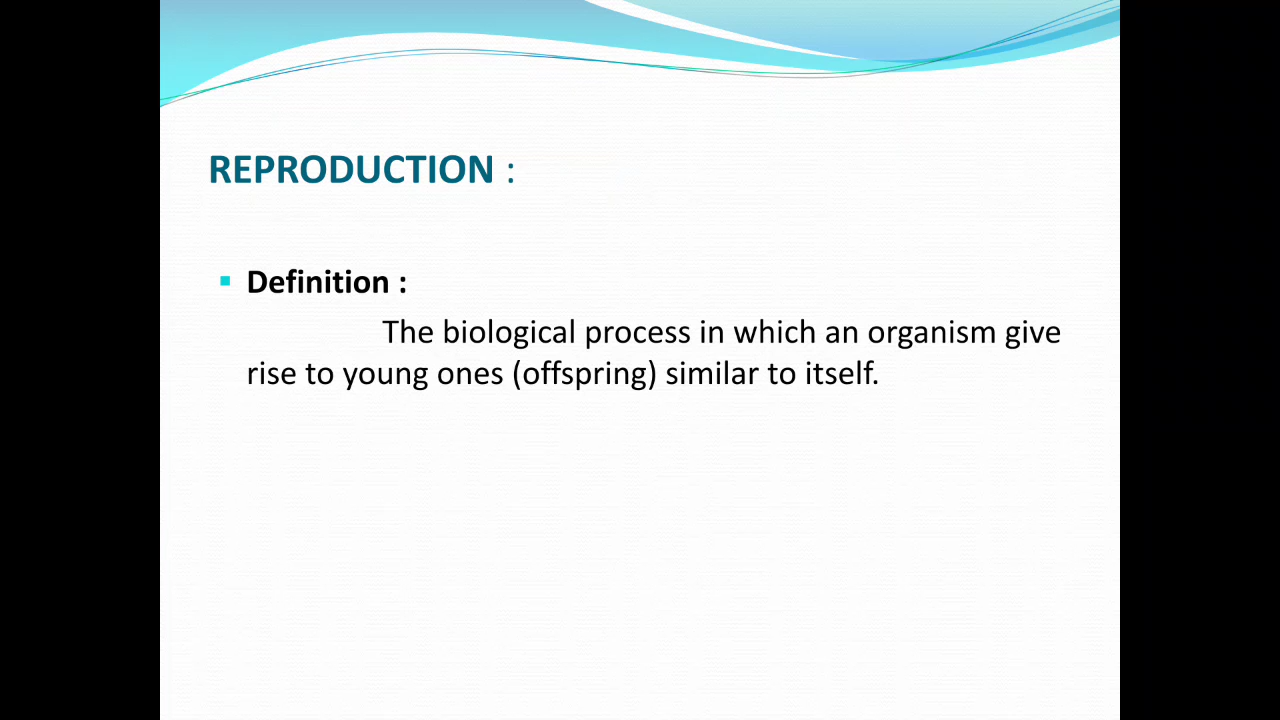 REPRODUCTION :
Definition :
The biological process in which an organism give
rise to young ones (offspring) similar to itself.